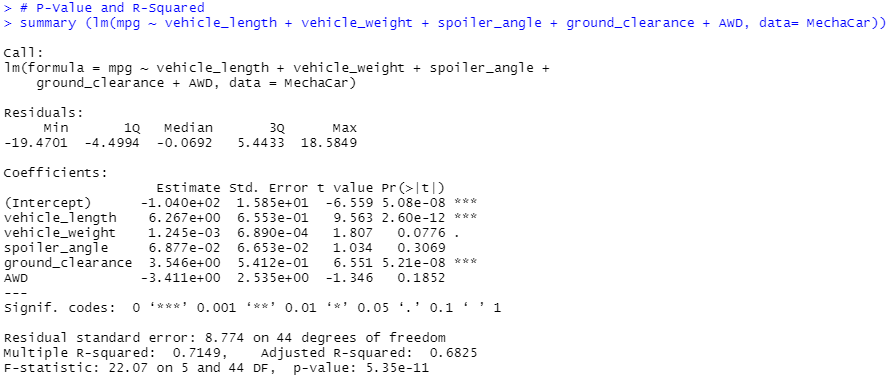 > # P-Value and R-Squared
> summary (lm(mpg ~ vehicle_length + vehicle_weight + spoiler_angle + ground_clearance + AWD, data= MechaCar))
Call:
lm(formula = mpg ~ vehicle_length + vehicle_weight + spoiler_angle +
    ground_clearance + AWD, data = MechaCar)
Residuals:
     Min       1Q   Median       3Q      Max
-19.4701  -4.4994  -0.0692   5.4433  18.5849
Coefficients:
                   Estimate Std. Error t value Pr(>|t|)
(Intercept)      -1.040e+02  1.585e+01  -6.559 5.08e-08 ***
vehicle_length    6.267e+00  6.553e-01   9.563 2.60e-12 ***
vehicle_weight    1.245e-03  6.890e-04   1.807   0.0776 .
spoiler_angle     6.877e-02  6.653e-02   1.034   0.3069
ground_clearance  3.546e+00  5.412e-01   6.551 5.21e-08 ***
AWD              -3.411e+00  2.535e+00  -1.346   0.1852
---
Signif. codes:  0 ‘***’ 0.001 ‘**’ 0.01 ‘*’ 0.05 ‘.’ 0.1 ‘ ’ 1
Residual standard error: 8.774 on 44 degrees of freedom
Multiple R-squared:  0.7149,    Adjusted R-squared:  0.6825
F-statistic: 22.07 on 5 and 44 DF,  p-value: 5.35e-11